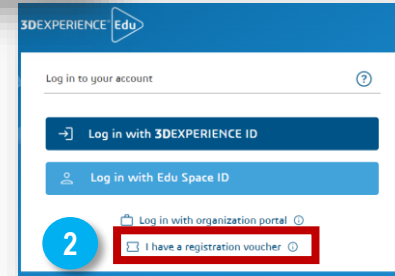 3DEXPERIENCE Edu
Log in to your account
?
Log in with 3DEXPERIENCE ID
Log in with Edu Space ID
Log in with organization portal
2
I have a registration voucher